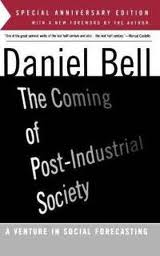 SPECIAL ANNIVERSARY EDITION
WITH A NEW FOREWORD BY THE AUTHOR
Daniel Bell
The Coming
of
Post-Industrial
Society
A VENTURE IN SOCIAL FORECASTING